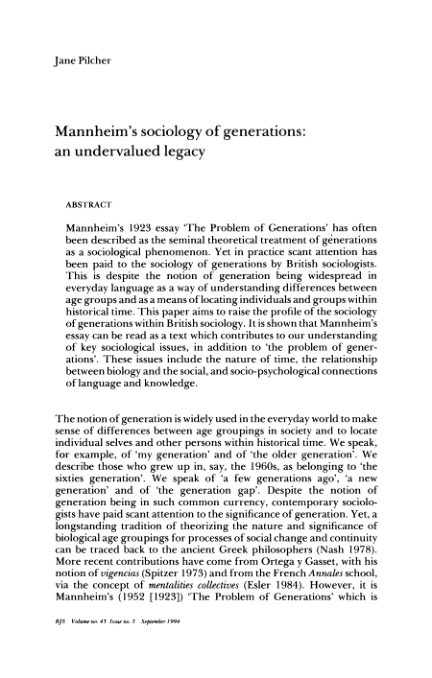 Jane Pilcher
Mannheim's sociology of generations:
an undervalued legacy
ABSTRACT
Mannheim's 1923 essay 'The Problem of Generations' has often
been described as the seminal theoretical treatment of generations
as a sociological phenomenon. Yet in practice scant attention has
been paid to the sociology of generations by British sociologists.
This is despite the notion of generation being widespread in
everyday language as a way of understanding differences between
age groups and as a means of locating individuals and groups within
historical time. This paper aims to raise the profile of the sociology
of generations within British sociology. It is shown that Mannheim's
essay can be read as a text which contributes to our understanding
of key sociological issues, in addition to 'the problem of gener-
ations'. These issues include the nature of time, the relationship
between biology and the social, and socio-psychological connections
of language and knowledge.
The notion of generation is widely used in the everyday world to make
sense of differences between age groupings in society and to locate
individual selves and other persons within historical time. We speak,
for example, of 'my generation' and of 'the older generation'. We
describe those who grew up in, say, the 1960s, as belonging to 'the
sixties generation'. We speak of 'a few generations ago', 'a new
generation' and of 'the generation gap'. Despite the notion of
generation being in such common currency, contemporary sociolo-
gists have paid scant attention to the significance of generation. Yet, a
longstanding tradition of theorizing the nature and significance of
biological age groupings for processes of social change and continuity
can be traced back to the ancient Greek philosophers (Nash 1978).
More recent contributions have come from Ortega y Gasset, with his
notion of vigencias (Spitzer 1973) and from the French Annales school,
via the concept of mentalities collectives (Esler 1984). However, it is
Mannheim's (1952 [1923]) 'The Problem of Generations' which is
BJS Volume no. 45 Issue no. 3 September 1994